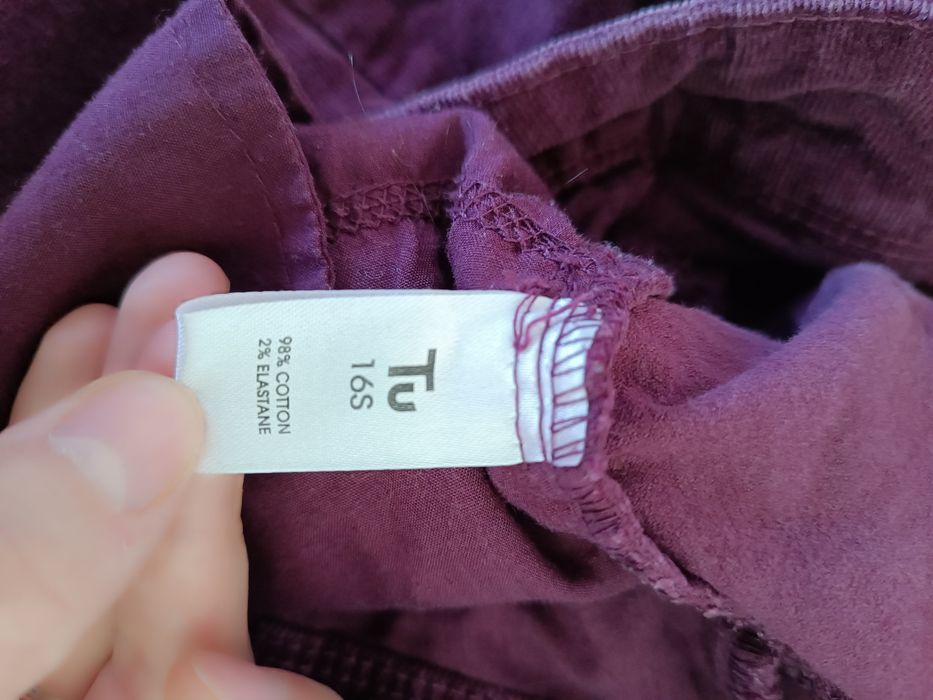 Tu
16S
98% COTTON
2% ELASTANE